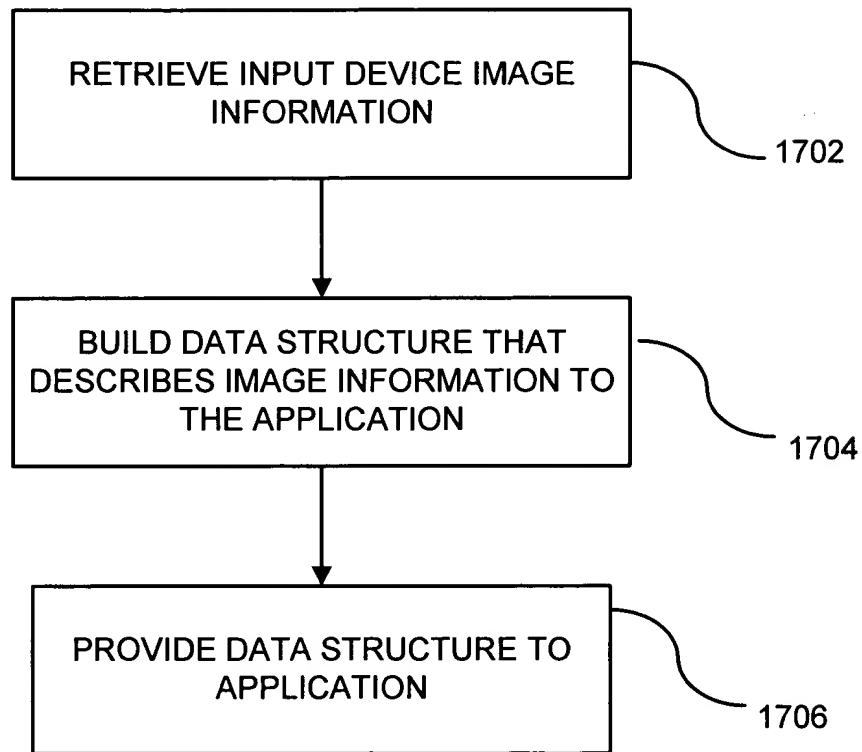 RETRIEVE INPUT DEVICE IMAGE
INFORMATION
1702
BUILD DATA STRUCTURE THAT
DESCRIBES IMAGE INFORMATION TO
THE APPLICATION
1704
PROVIDE DATA STRUCTURE TO
APPLICATION
1706